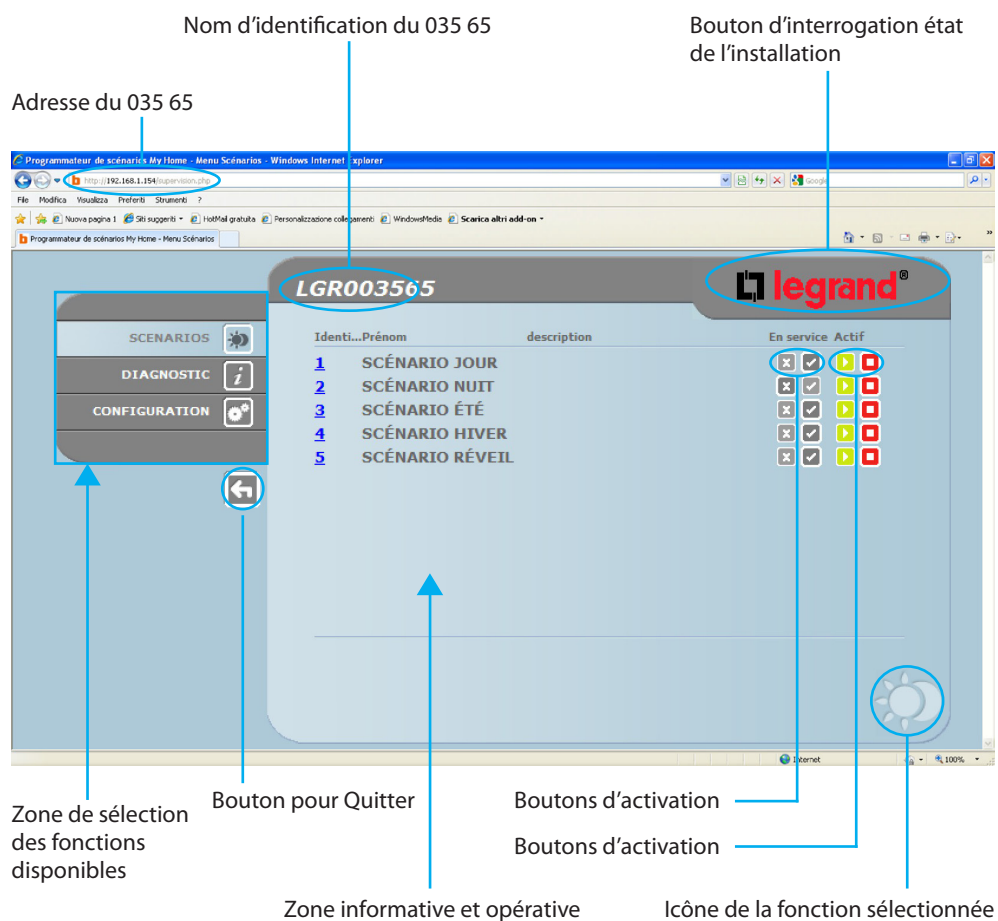 Nom d'identification du 035 65
Bouton d'interrogation état
de l'installation
Adresse du 035 65
Programmateur de scénarios My Home - Menu Scénarios - Windows Internet Explorer
http://192.168.1.154/supervision.php
Google
File Modifica Visualizza Preferiti Strumenti ?
Nuova pagina 1 Siti suggeriti HotMail gratuita Personalizzazione collegamenti WindowsMedia Scarica altri add-on
Programmateur de scénarios My Home - Menu Scénarios
LGR003565
legrand®
SCENARIOS
DIAGNOSTIC
CONFIGURATION
Identi...Prénom description En service Actif
1 SCÉNARIO JOUR
2 SCÉNARIO NUIT
3 SCÉNARIO ÉTÉ
4 SCÉNARIO HIVER
5 SCÉNARIO RÉVEIL
Internet 100%
Zone de sélection
des fonctions
disponibles
Bouton pour Quitter
Boutons d'activation
Boutons d'activation
Zone informative et opérative
Icône de la fonction sélectionnée